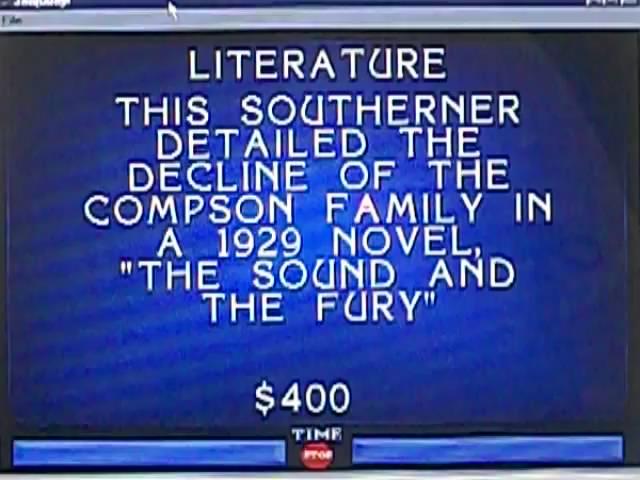 File
LITERATURE
THIS SOUTHERNER
DETAILED THE
DECLINE OF THE
COMPSON FAMILY IN
A 1929 NOVEL,
"THE SOUND AND
THE FURY"
$400
TIME
STOP